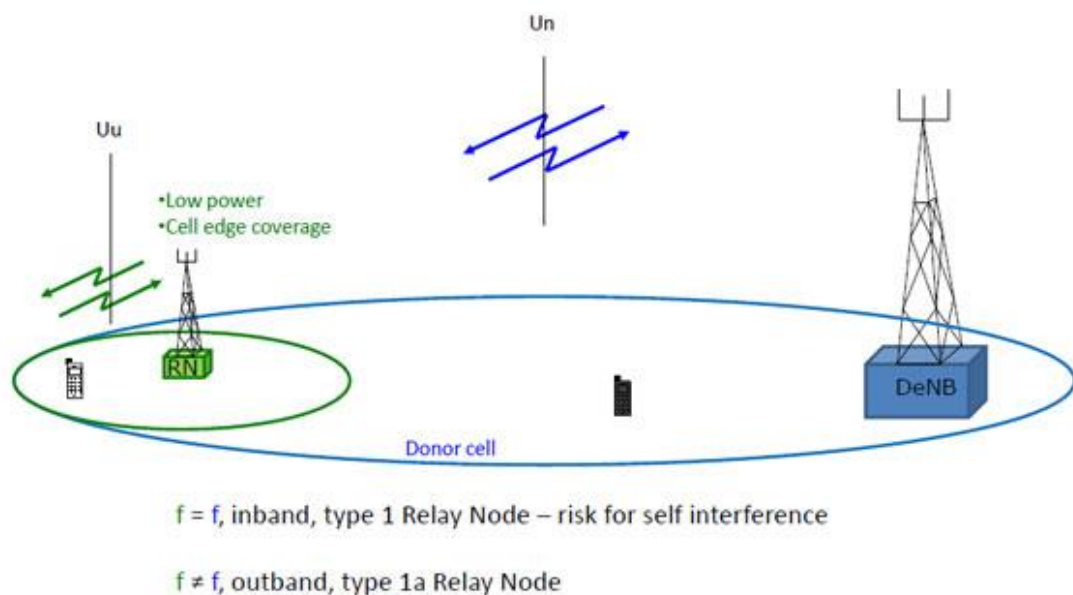 Un
Uu
•Low power
•Cell edge coverage
RN
DeNB
Donor cell
f = f, inband, type 1 Relay Node – risk for self interference
f ≠ f, outband, type 1a Relay Node